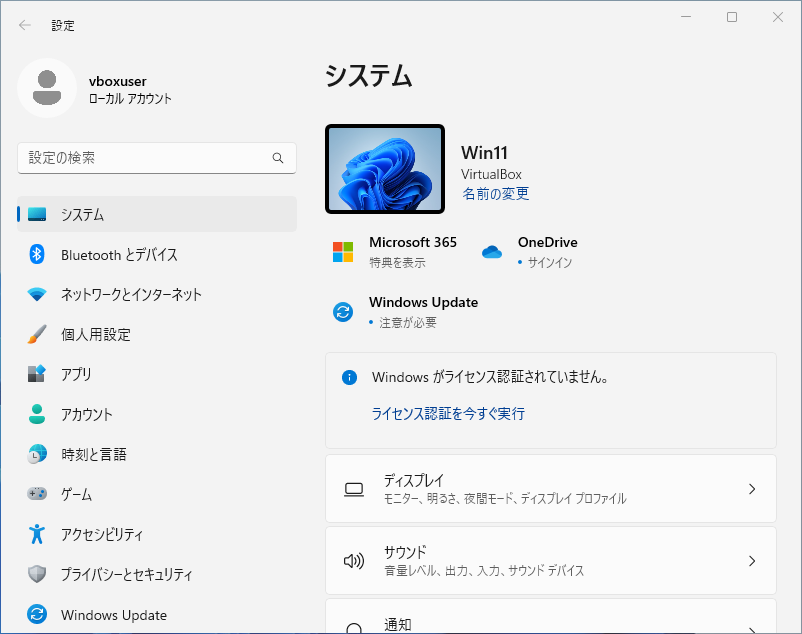 設定
vboxuser
ローカル アカウント
設定の検索
システム
Bluetooth とデバイス
ネットワークとインターネット
個人用設定
アプリ
アカウント
時刻と言語
ゲーム
アクセシビリティ
プライバシーとセキュリティ
Windows Update
システム
Win11
VirtualBox
名前の変更
Microsoft 365
特典を表示
OneDrive
• サインイン
Windows Update
• 注意が必要
Windows がライセンス認証されていません。
ライセンス認証を今すぐ実行
ディスプレイ
モニター、明るさ、夜間モード、ディスプレイ プロファイル
サウンド
音量レベル、出力、入力、サウンド デバイス
通知